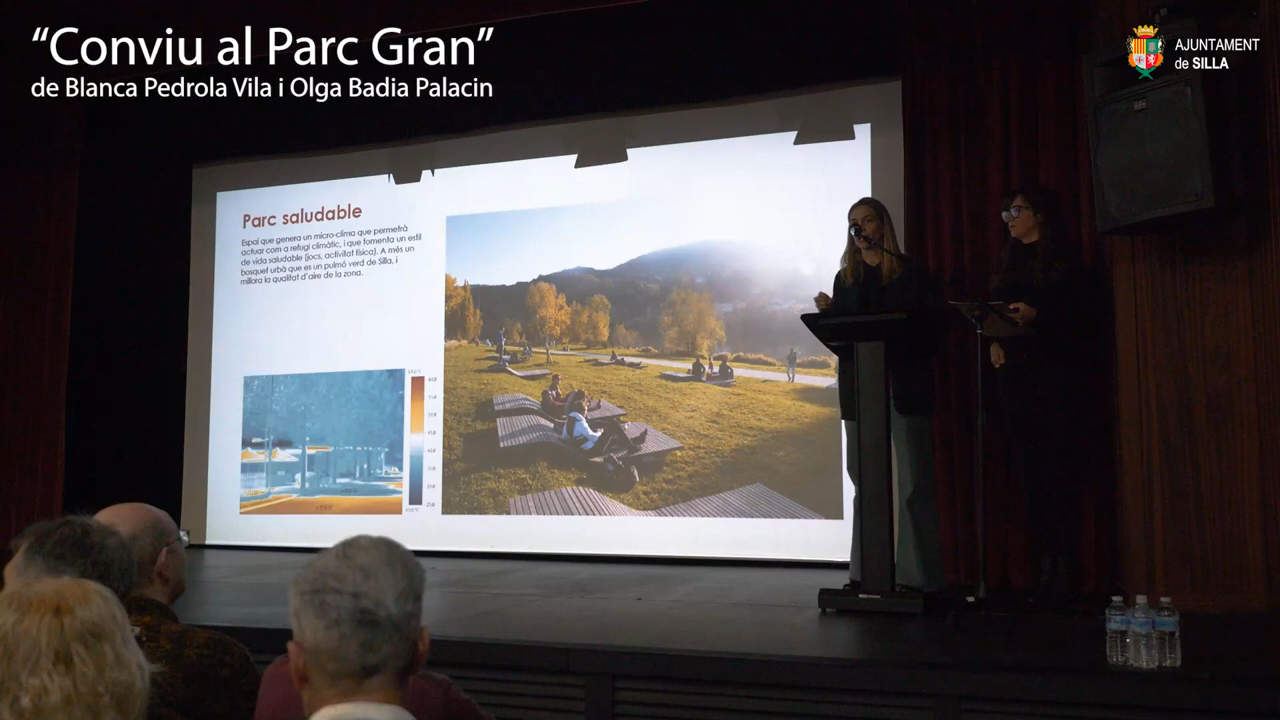 “Conviu al Parc Gran”
de Blanca Pedrola Vila i Olga Badia Palacin
AJUNTAMENT
de SILLA
Parc saludable
Espai que genera un micro-clima que permetrà
actuar com a refugi climàtic, i que fomenta un estil
de vida saludable (jocs, activitat física). A més un
bosquet urbà que es un pulmó verd de Silla, i
millora la qualitat d'aire de la zona.